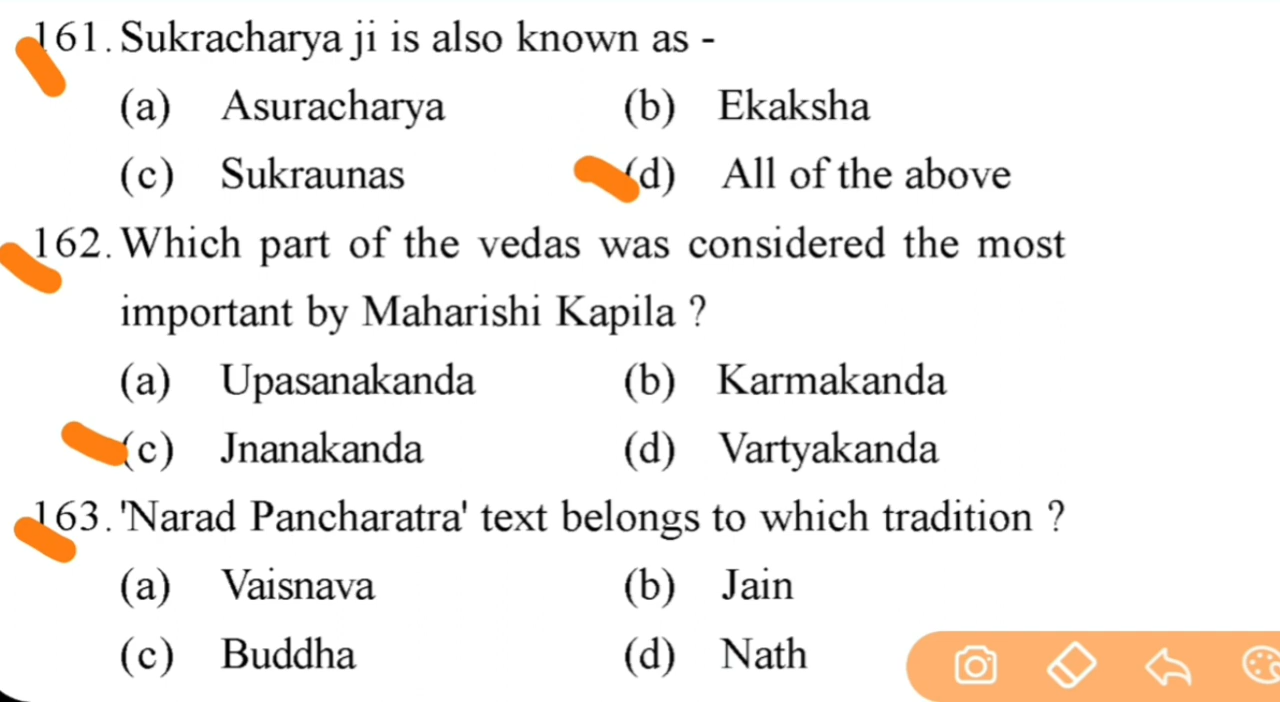 161. Sukracharya ji is also known as -
(a) Asuracharya (b) Ekaksha
(c) Sukraunas (d) All of the above
162. Which part of the vedas was considered the most
important by Maharishi Kapila ?
(a) Upasanakanda (b) Karmakanda
(c) Jnanakanda (d) Vartyakanda
163. 'Narad Pancharatra' text belongs to which tradition ?
(a) Vaisnava (b) Jain
(c) Buddha (d) Nath